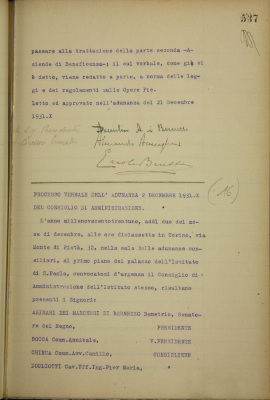 537
passare alla trattazione della parte seconda -A-
ziende di Beneficenza-; il cui verbale, come già si
è detto, viene redatto a parte, a norma delle leg-
gi e dei regolamenti sulle Opere Pie.
Letto ed approvato nell'adunanza del 21 Dicembre
1931.X
PROCESSO VERBALE DELL' ADUNANZA 2 DICEMBRE 1931.X
DEL CONSIGLIO DI AMMINISTRAZIONE.
L'anno millenovecentotrentuno, addì due del me-
se di dicembre, alle ore diciassette in Torino, via
Monte di Pietà, 32, nella sala delle adunanze con-
siliari, al primo piano del palazzo dell'Istituto
di S.Paolo, convocatosi d'urgenza il Consiglio di
Amministrazione dell'Istituto stesso, risultano
presenti i Signori:
ASINARI DEI MARCHESI DI BERNEZZO Demetrio, Senato-
re del Regno, PRESIDENTE
BOCCA Comm.Annibale, V.PRESIDENTE
CHINCA Comm.Avv.Camillo, CONSIGLIERE
DOGLIOTTI Cav.Uff.Ing.Pier Maria, "